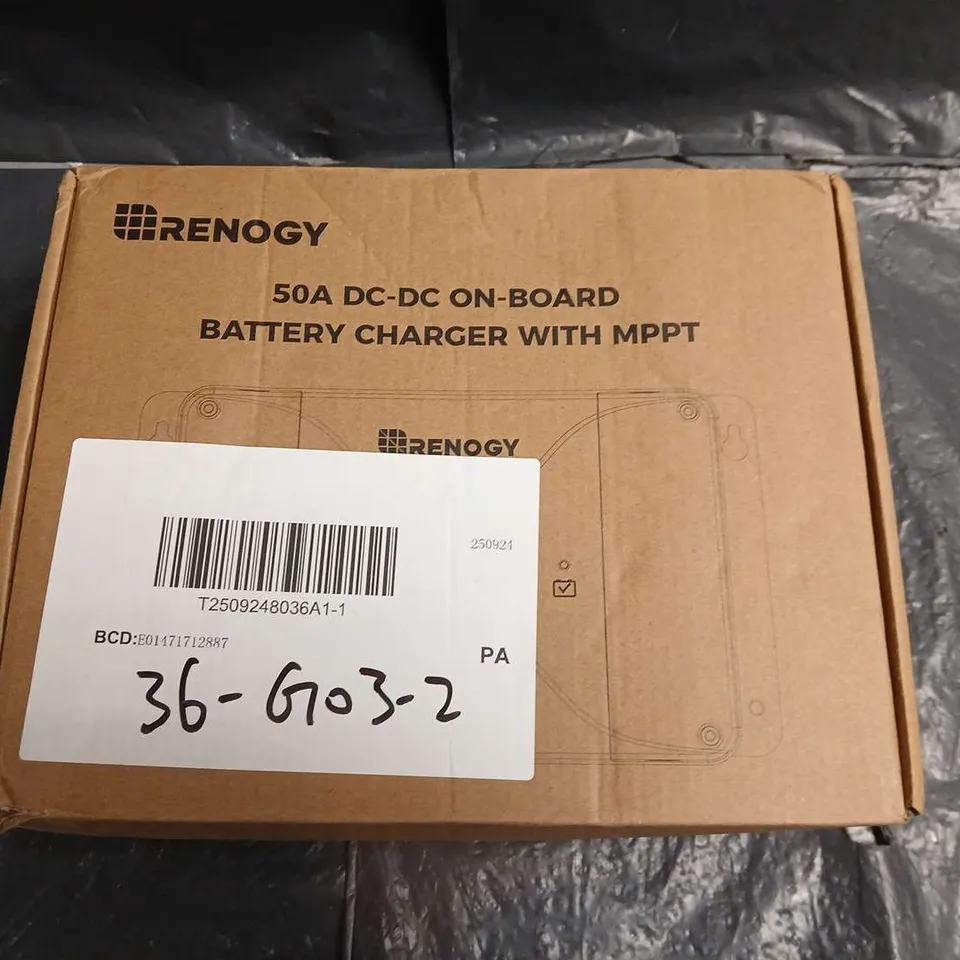 RENOGY
50A DC-DC ON-BOARD
BATTERY CHARGER WITH MPPT
RENOGY
250924
T2509248036A1-1
BCD:E01471712887
PA
36-G03-2